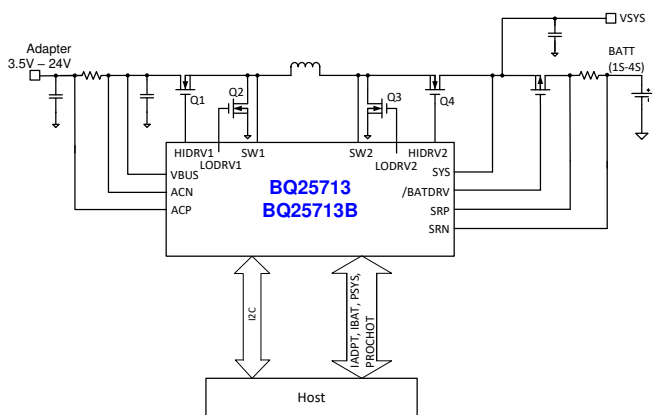 VSYS
Adapter
3.5V – 24V
BATT
(1S-4S)
Q1
Q2
Q3
Q4
HIDRV1
LODRV1
SW1
SW2
LODRV2
HIDRV2
VBUS
ACN
ACP
BQ25713
BQ25713B
SYS
/BATDRV
SRP
SRN
I2C
IADPT, IBAT, PSYS,
PROCHOT
Host